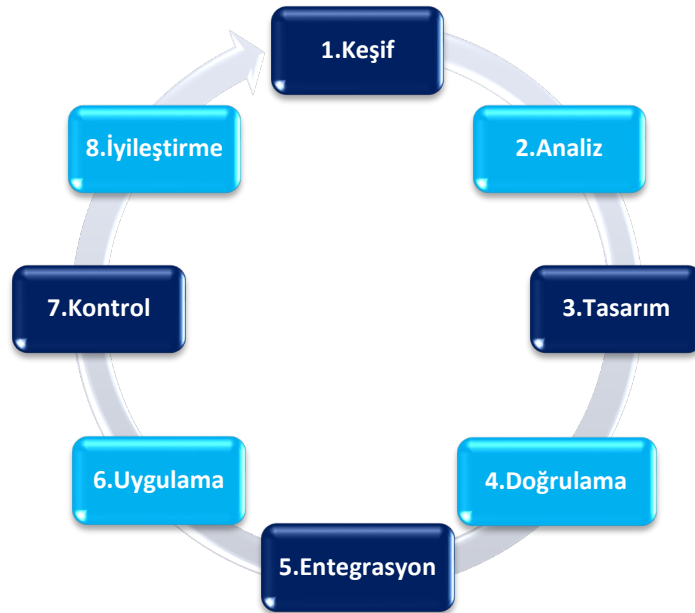 1.Keşif
2.Analiz
3.Tasarım
4.Doğrulama
5.Entegrasyon
6.Uygulama
7.Kontrol
8.İyileştirme